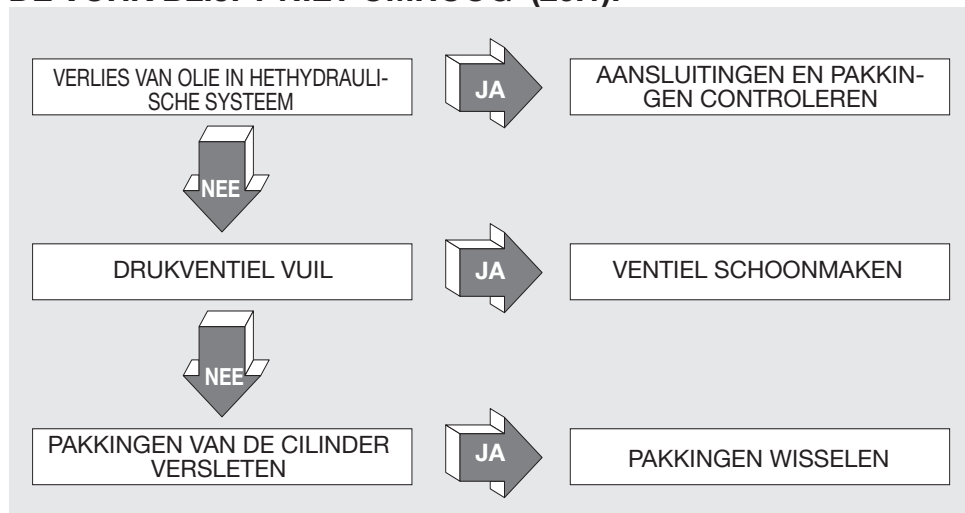 VERLIES VAN OLIE IN HETHYDRAULI-
SCHE SYSTEEM
JA
AANSLUITINGEN EN PAKKIN-
GEN CONTROLEREN
NEE
DRUKVENTIEL VUIL
JA
VENTIEL SCHOONMAKEN
NEE
PAKKINGEN VAN DE CILINDER
VERSLETEN
JA
PAKKINGEN WISSELEN